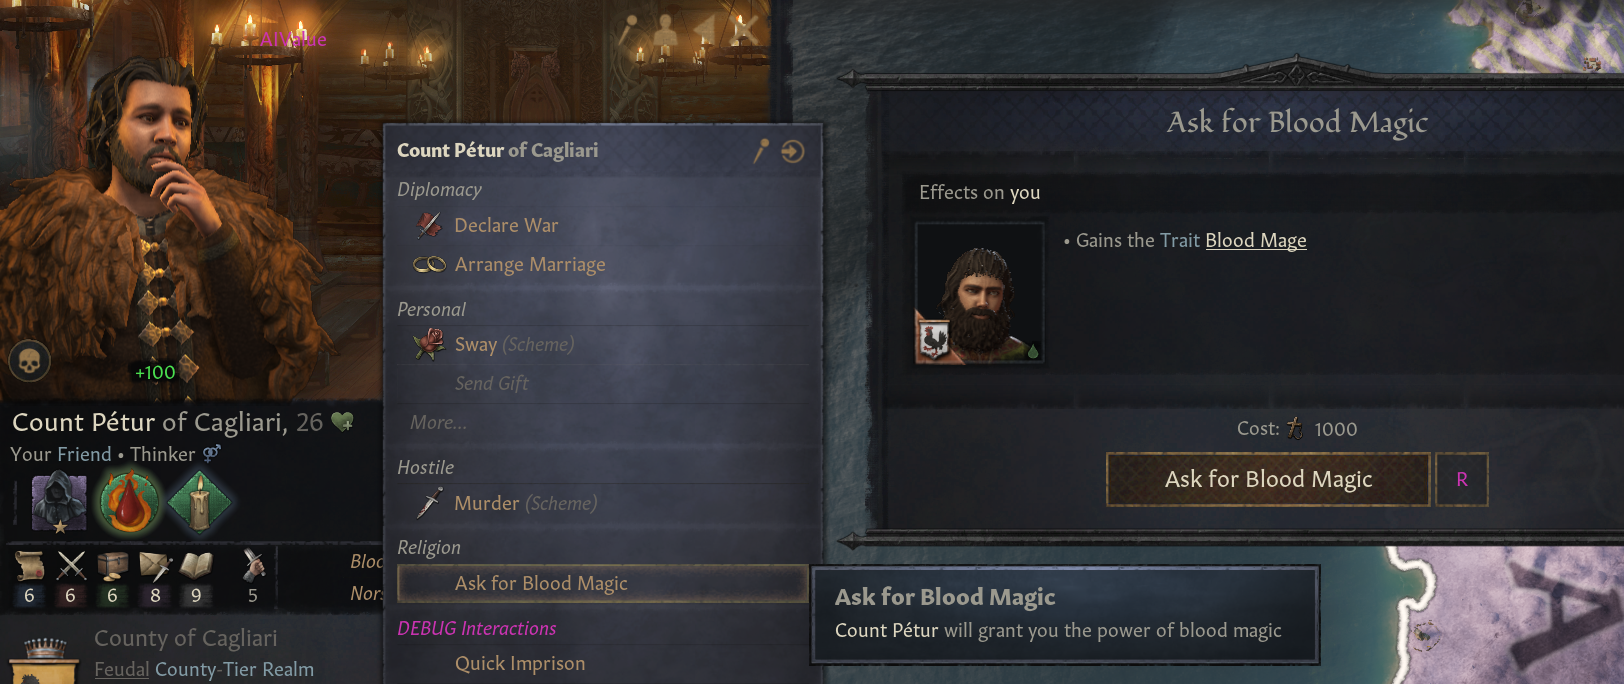 AIValue
+100
Count Pétur of Cagliari, 26
Your Friend • Thinker
6 6 6 8 9 5
County of Cagliari
Feudal County-Tier Realm
Count Pétur of Cagliari
Diplomacy
Declare War
Arrange Marriage
Personal
Sway (Scheme)
Send Gift
More...
Hostile
Murder (Scheme)
Religion
Ask for Blood Magic
DEBUG Interactions
Quick Imprison
Ask for Blood Magic
Effects on you
• Gains the Trait Blood Mage
Cost: 1000
Ask for Blood Magic R
Ask for Blood Magic
Count Pétur will grant you the power of blood magic
A